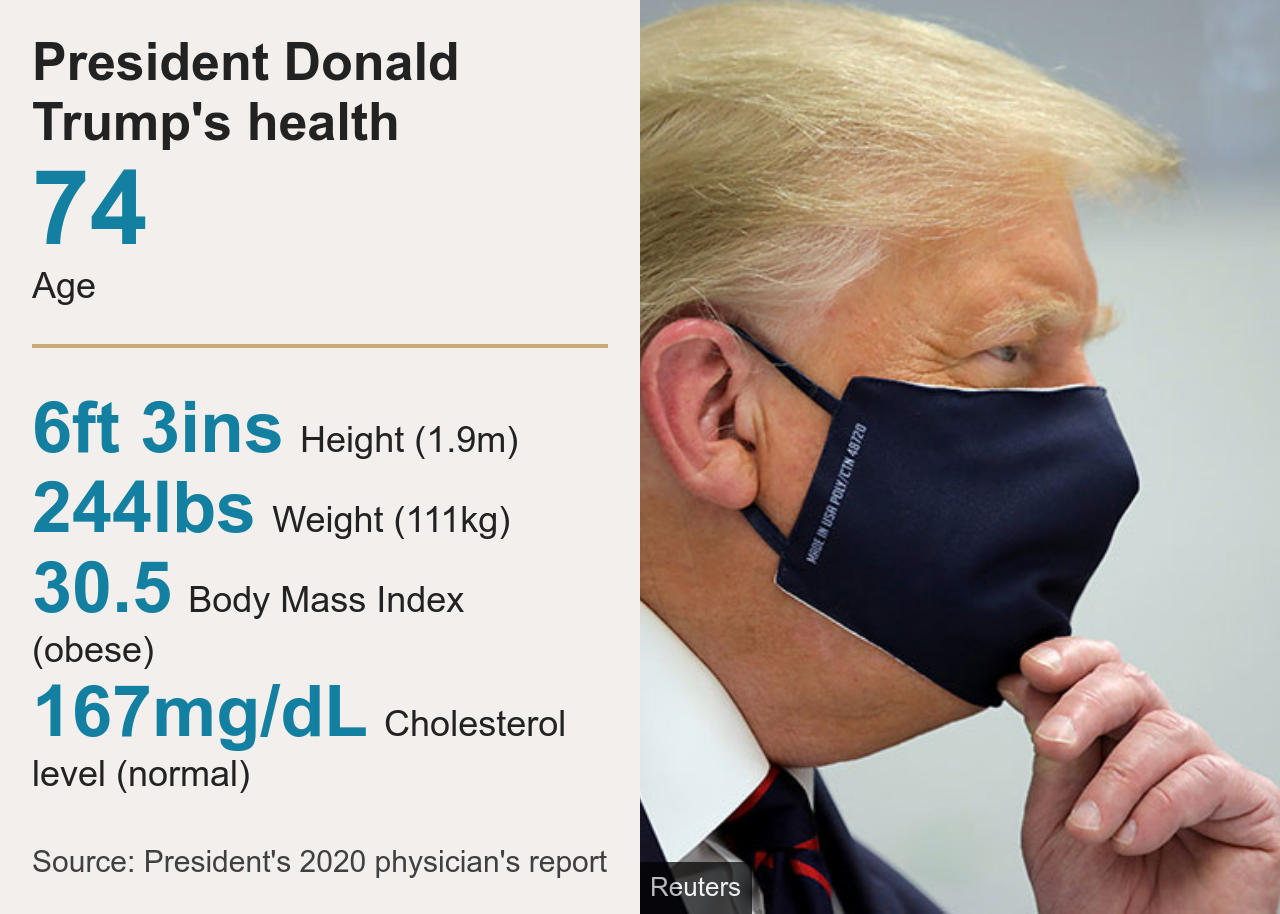 President Donald
Trump's health
74
Age
6ft 3ins Height (1.9m)
244lbs Weight (111kg)
30.5 Body Mass Index
(obese)
167mg/dL Cholesterol
level (normal)
Source: President's 2020 physician's report
MADE IN USA POLY/CTN 48720
Reuters